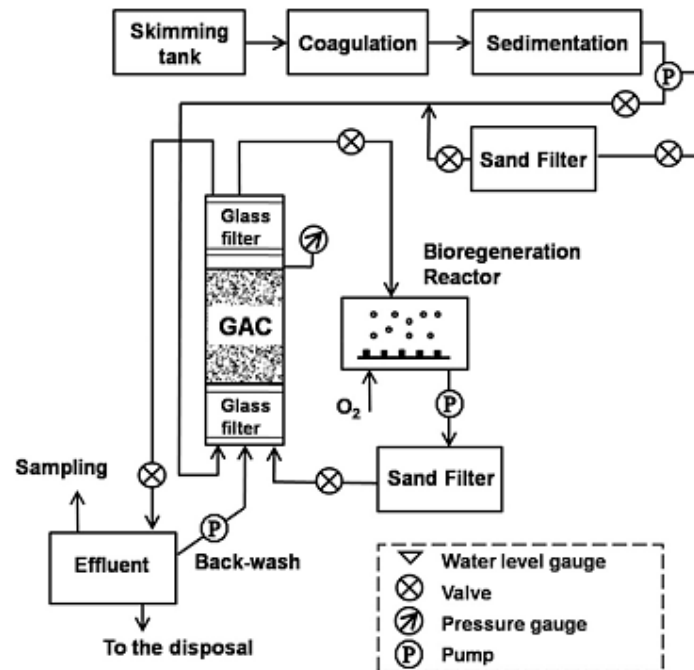 Skimming
tank
Coagulation
Sedimentation
P
Sand Filter
Glass
filter
Bioregeneration
Reactor
GAC
O₂
P
Glass
filter
Sampling
Sand Filter
P
Effluent
Back-wash
To the disposal
Water level gauge
Valve
Pressure gauge
P Pump